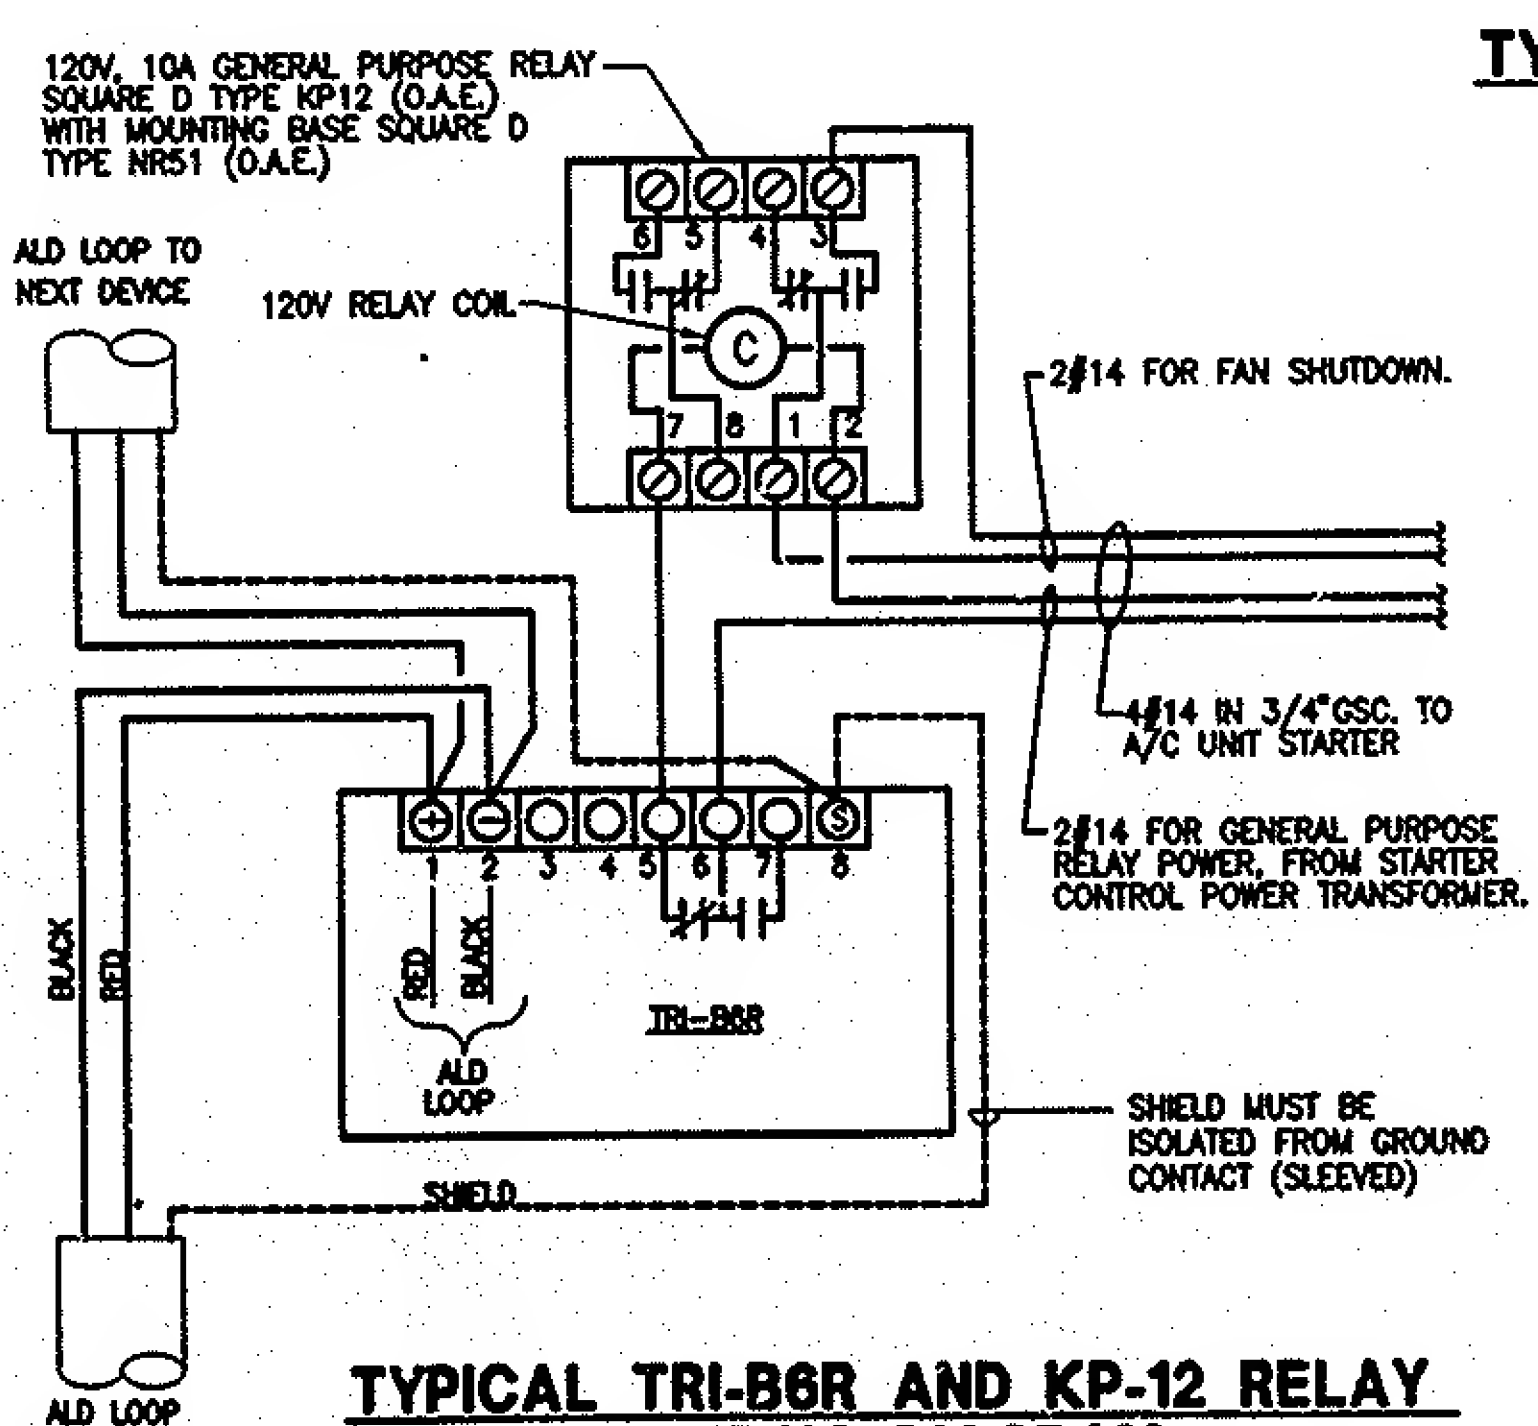 TY
120V, 10A GENERAL PURPOSE RELAY
SQUARE D TYPE KP12 (O.A.E.)
WITH MOUNTING BASE SQUARE D
TYPE NR51 (O.A.E.)
6 5 4 3
ALD LOOP TO
NEXT DEVICE
120V RELAY COIL
C
7 8 1 2
2#14 FOR FAN SHUTDOWN.
4#14 IN 3/4"GSC. TO
A/C UNIT STARTER
2#14 FOR GENERAL PURPOSE
RELAY POWER, FROM STARTER
CONTROL POWER TRANSFORMER.
+ − S
1 2 3 4 5 6 7 8
BLACK
RED
RED
BLACK
TRI-B6R
ALD
LOOP
SHIELD MUST BE
ISOLATED FROM GROUND
CONTACT (SLEEVED)
SHIELD
TYPICAL TRI-B6R AND KP-12 RELAY
ALD LOOP